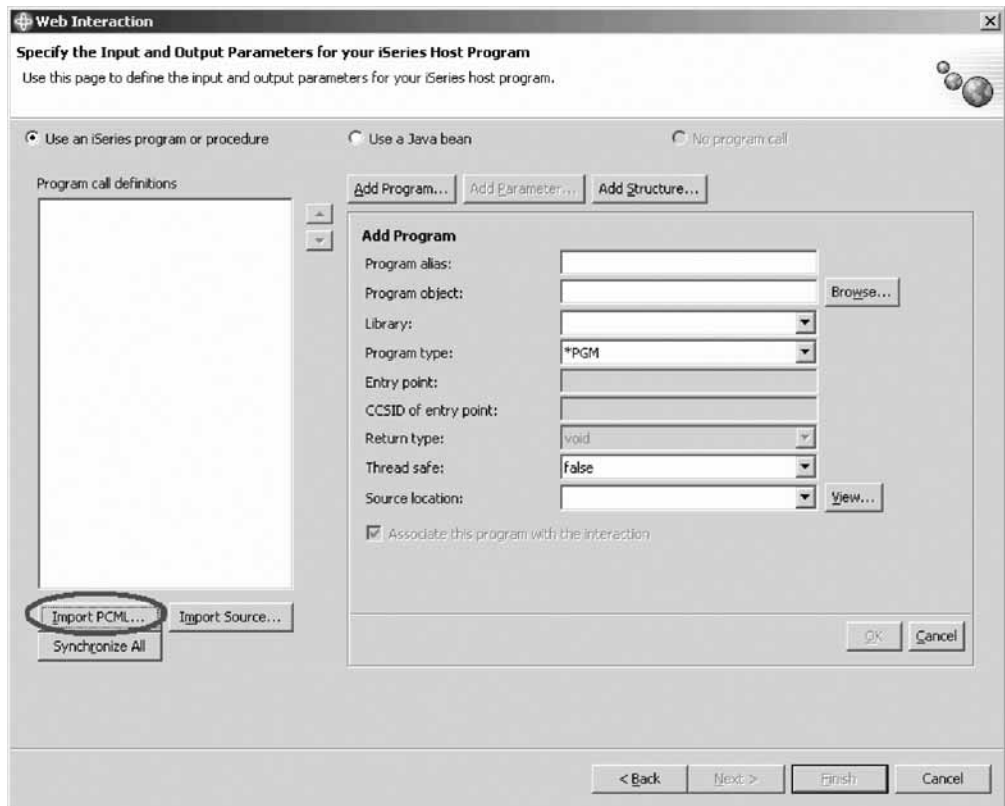 Web Interaction
Specify the Input and Output Parameters for your iSeries Host Program
Use this page to define the input and output parameters for your iSeries host program.
Use an iSeries program or procedure
Use a Java bean
No program call
Program call definitions
Add Program...
Add Parameter...
Add Structure...
Add Program
Program alias:
Program object:
Browse...
Library:
Program type:
*PGM
Entry point:
CCSID of entry point:
Return type:
void
Thread safe:
false
Source location:
View...
Associate this program with the interaction
Import PCML...
Import Source...
Synchronize All
OK
Cancel
< Back
Next >
Finish
Cancel